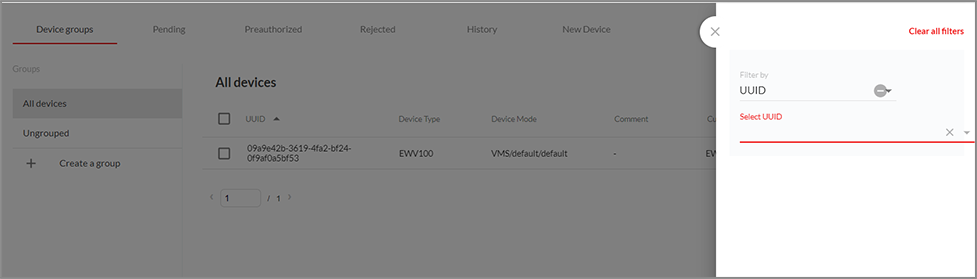 Device groups
Pending
Preauthorized
Rejected
History
New Device
Clear all filters
Groups
All devices
Ungrouped
Create a group
All devices
UUID
Device Type
Device Mode
Comment
Cu
09a9e42b-3619-4fa2-bf24-
0f9af0a5bf53
EWV100
VMS/default/default
-
EW
1 / 1
Filter by
UUID
Select UUID